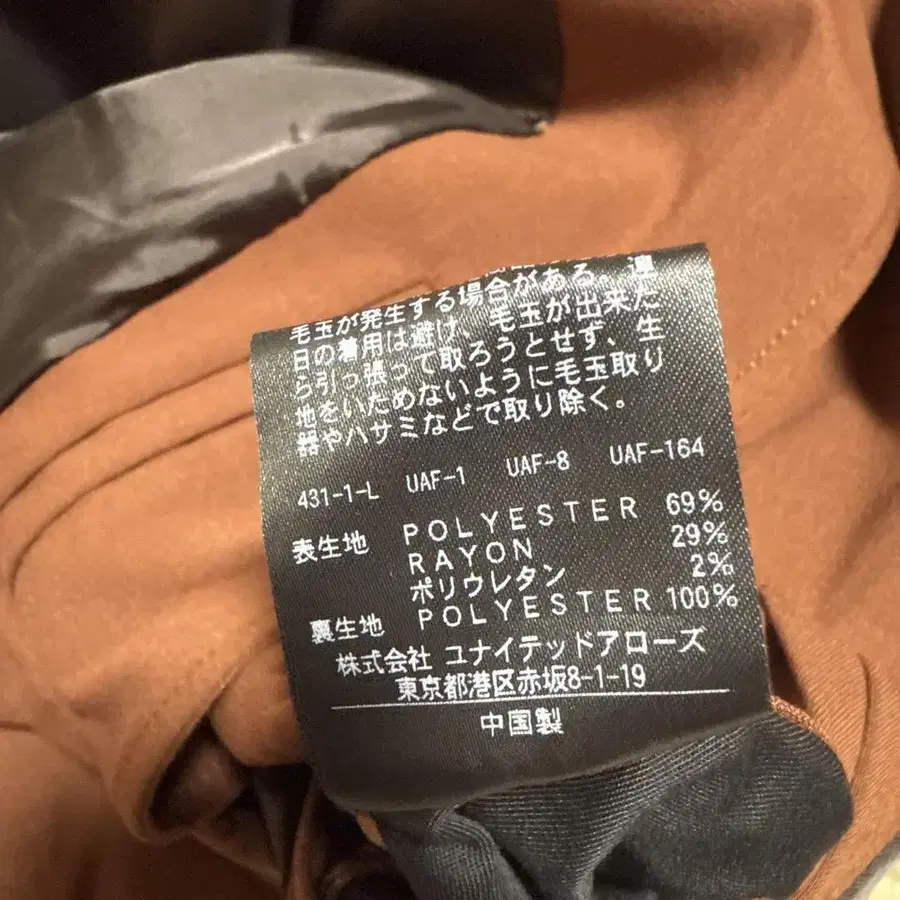 毛玉が発生する場合がある。連
日の着用は避け、毛玉が出来た
ら引っ張って取ろうとせず、生
地をいためないように毛玉取り
器やハサミなどで取り除く。
431-1-L UAF-1 UAF-8 UAF-164
表生地 POLYESTER 69%
RAYON 29%
ポリウレタン 2%
裏生地 POLYESTER 100%
株式会社 ユナイテッドアローズ
東京都港区赤坂8-1-19
中国製